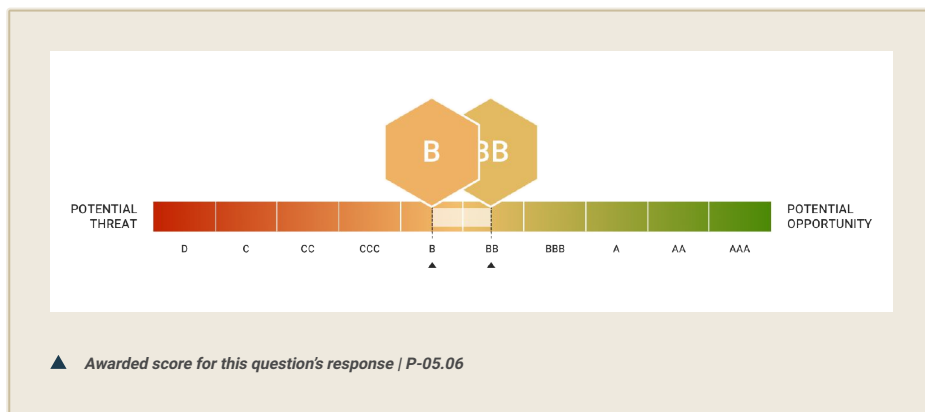 B
BB
POTENTIAL
THREAT
POTENTIAL
OPPORTUNITY
D C CC CCC B BB BBB A AA AAA
Awarded score for this question's response | P-05.06